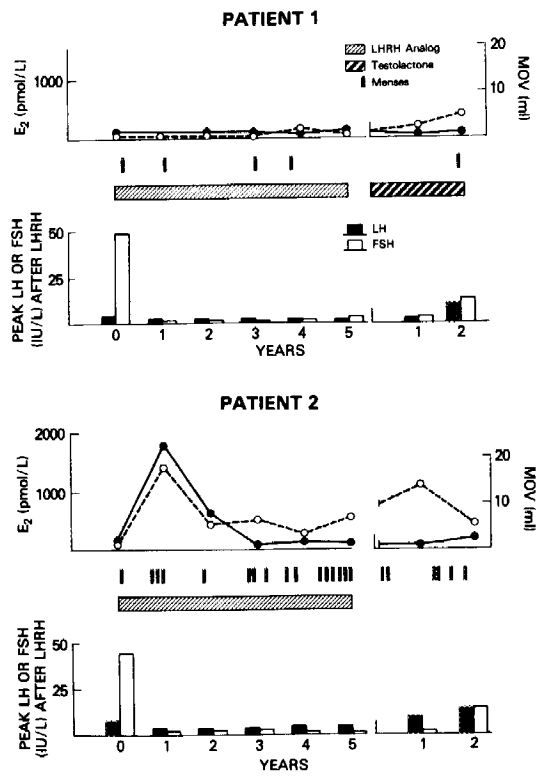 PATIENT 1
LHRH Analog
Testolactone
Menses
E₂ (pmol/L)
1000
20
10
MOV (ml)
PEAK LH OR FSH
(IU/L) AFTER LHRH
50
25
LH
FSH
0 1 2 3 4 5 1 2
YEARS
PATIENT 2
E₂ (pmol/L)
2000
1000
20
10
MOV (ml)
PEAK LH OR FSH
(IU/L) AFTER LHRH
50
25
0 1 2 3 4 5 1 2
YEARS